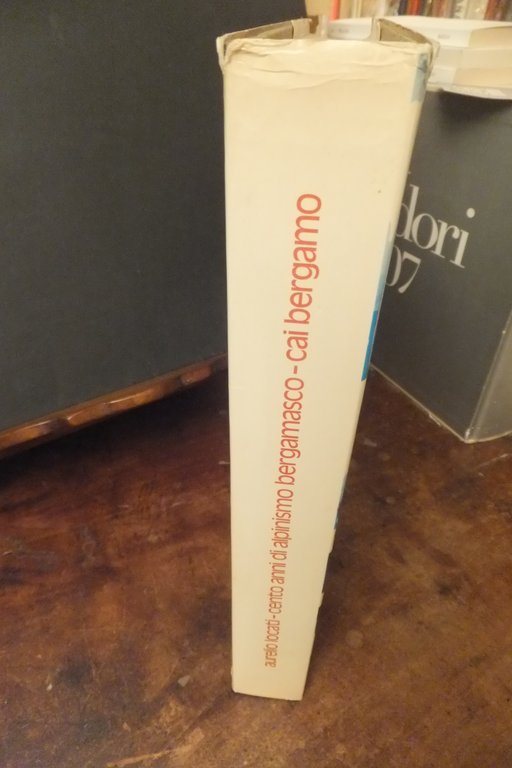 aurelio locati - cento anni di alpinismo bergamasco - cai bergamo
dori
07